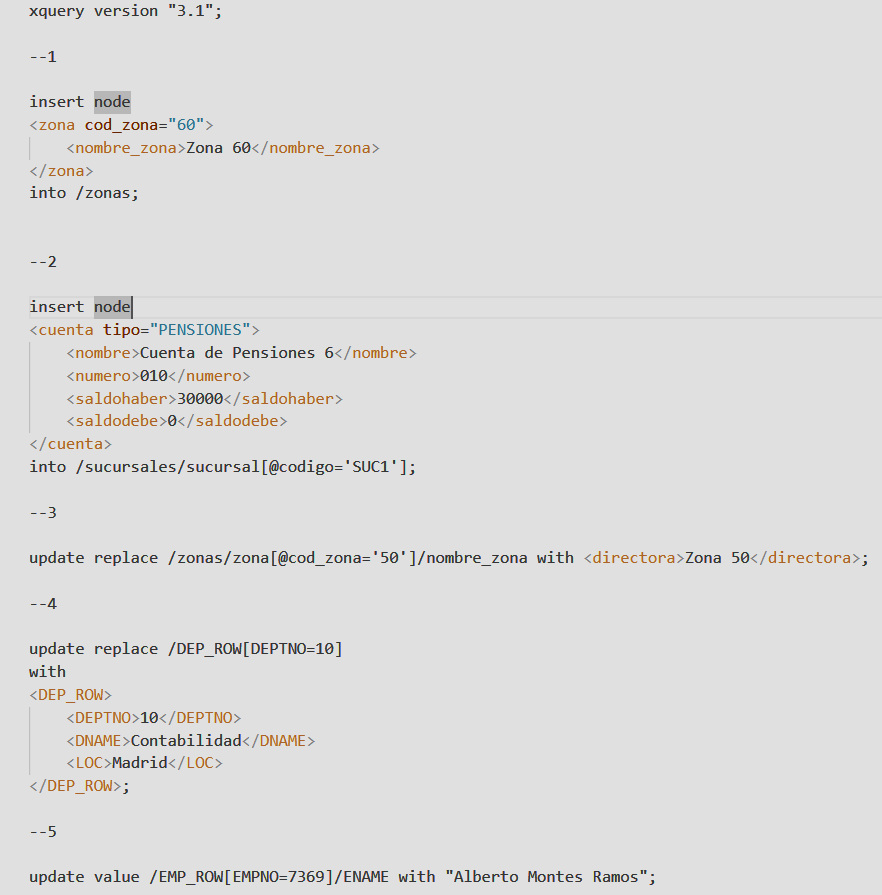 xquery version "3.1";
--1
insert node
<zona cod_zona="60">
<nombre_zona>Zona 60</nombre_zona>
</zona>
into /zonas;
--2
insert node
<cuenta tipo="PENSIONES">
<nombre>Cuenta de Pensiones 6</nombre>
<numero>010</numero>
<saldohaber>30000</saldohaber>
<saldodebe>0</saldodebe>
</cuenta>
into /sucursales/sucursal[@codigo='SUC1'];
--3
update replace /zonas/zona[@cod_zona='50']/nombre_zona with <directora>Zona 50</directora>;
--4
update replace /DEP_ROW[DEPTNO=10]
with
<DEP_ROW>
<DEPTNO>10</DEPTNO>
<DNAME>Contabilidad</DNAME>
<LOC>Madrid</LOC>
</DEP_ROW>;
--5
update value /EMP_ROW[EMPNO=7369]/ENAME with "Alberto Montes Ramos";